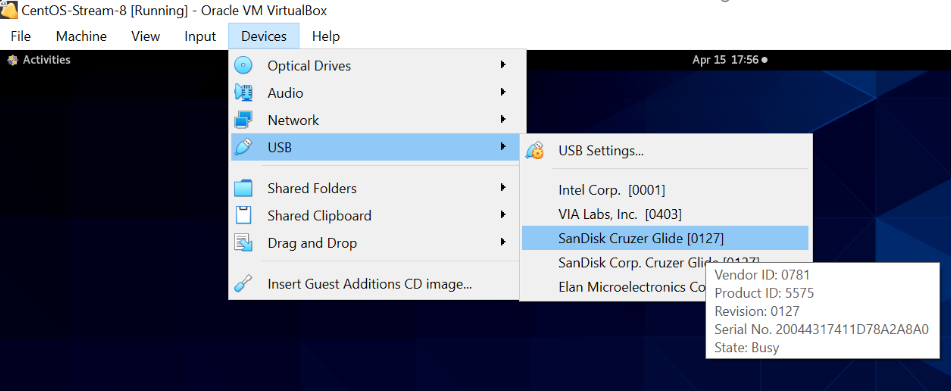 CentOS-Stream-8 [Running] - Oracle VM VirtualBox
File Machine View Input Devices Help
Activities
Apr 15 17:56
Optical Drives
Audio
Network
USB
Shared Folders
Shared Clipboard
Drag and Drop
Insert Guest Additions CD image...
USB Settings...
Intel Corp. [0001]
VIA Labs, Inc. [0403]
SanDisk Cruzer Glide [0127]
SanDisk Corp. Cruzer Glide [0127]
Elan Microelectronics Co
Vendor ID: 0781
Product ID: 5575
Revision: 0127
Serial No. 20044317411D78A2A8A0
State: Busy